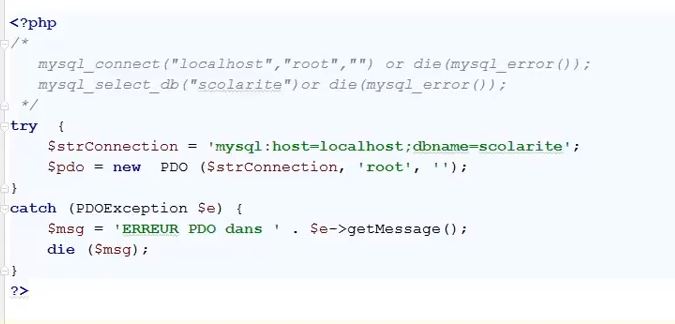 <?php
/*
mysql_connect("localhost","root","") or die(mysql_error());
mysql_select_db("scolarite")or die(mysql_error());
*/
try {
$strConnection = 'mysql:host=localhost;dbname=scolarite';
$pdo = new PDO ($strConnection, 'root', '');
}
catch (PDOException $e) {
$msg = 'ERREUR PDO dans ' . $e->getMessage();
die ($msg);
}
?>